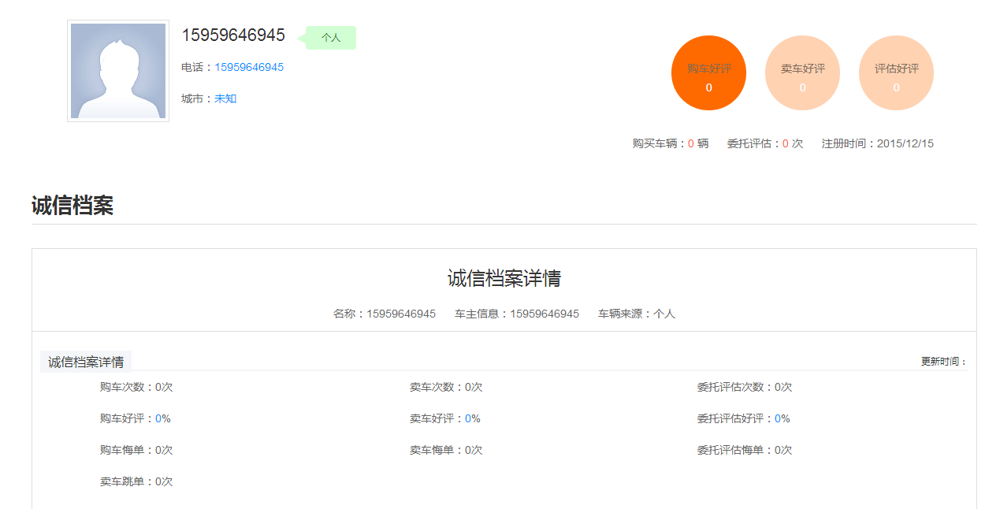 15959646945 个人
电话：15959646945
城市：未知
购车好评 卖车好评 评估好评
0 0 0
购买车辆：0 辆 委托评估：0 次 注册时间：2015/12/15
诚信档案
诚信档案详情
名称：15959646945 车主信息：15959646945 车辆来源：个人
诚信档案详情 更新时间：
购车次数：0次 卖车次数：0次 委托评估次数：0次
购车好评：0% 卖车好评：0% 委托评估好评：0%
购车悔单：0次 卖车悔单：0次 委托评估悔单：0次
卖车跳单：0次